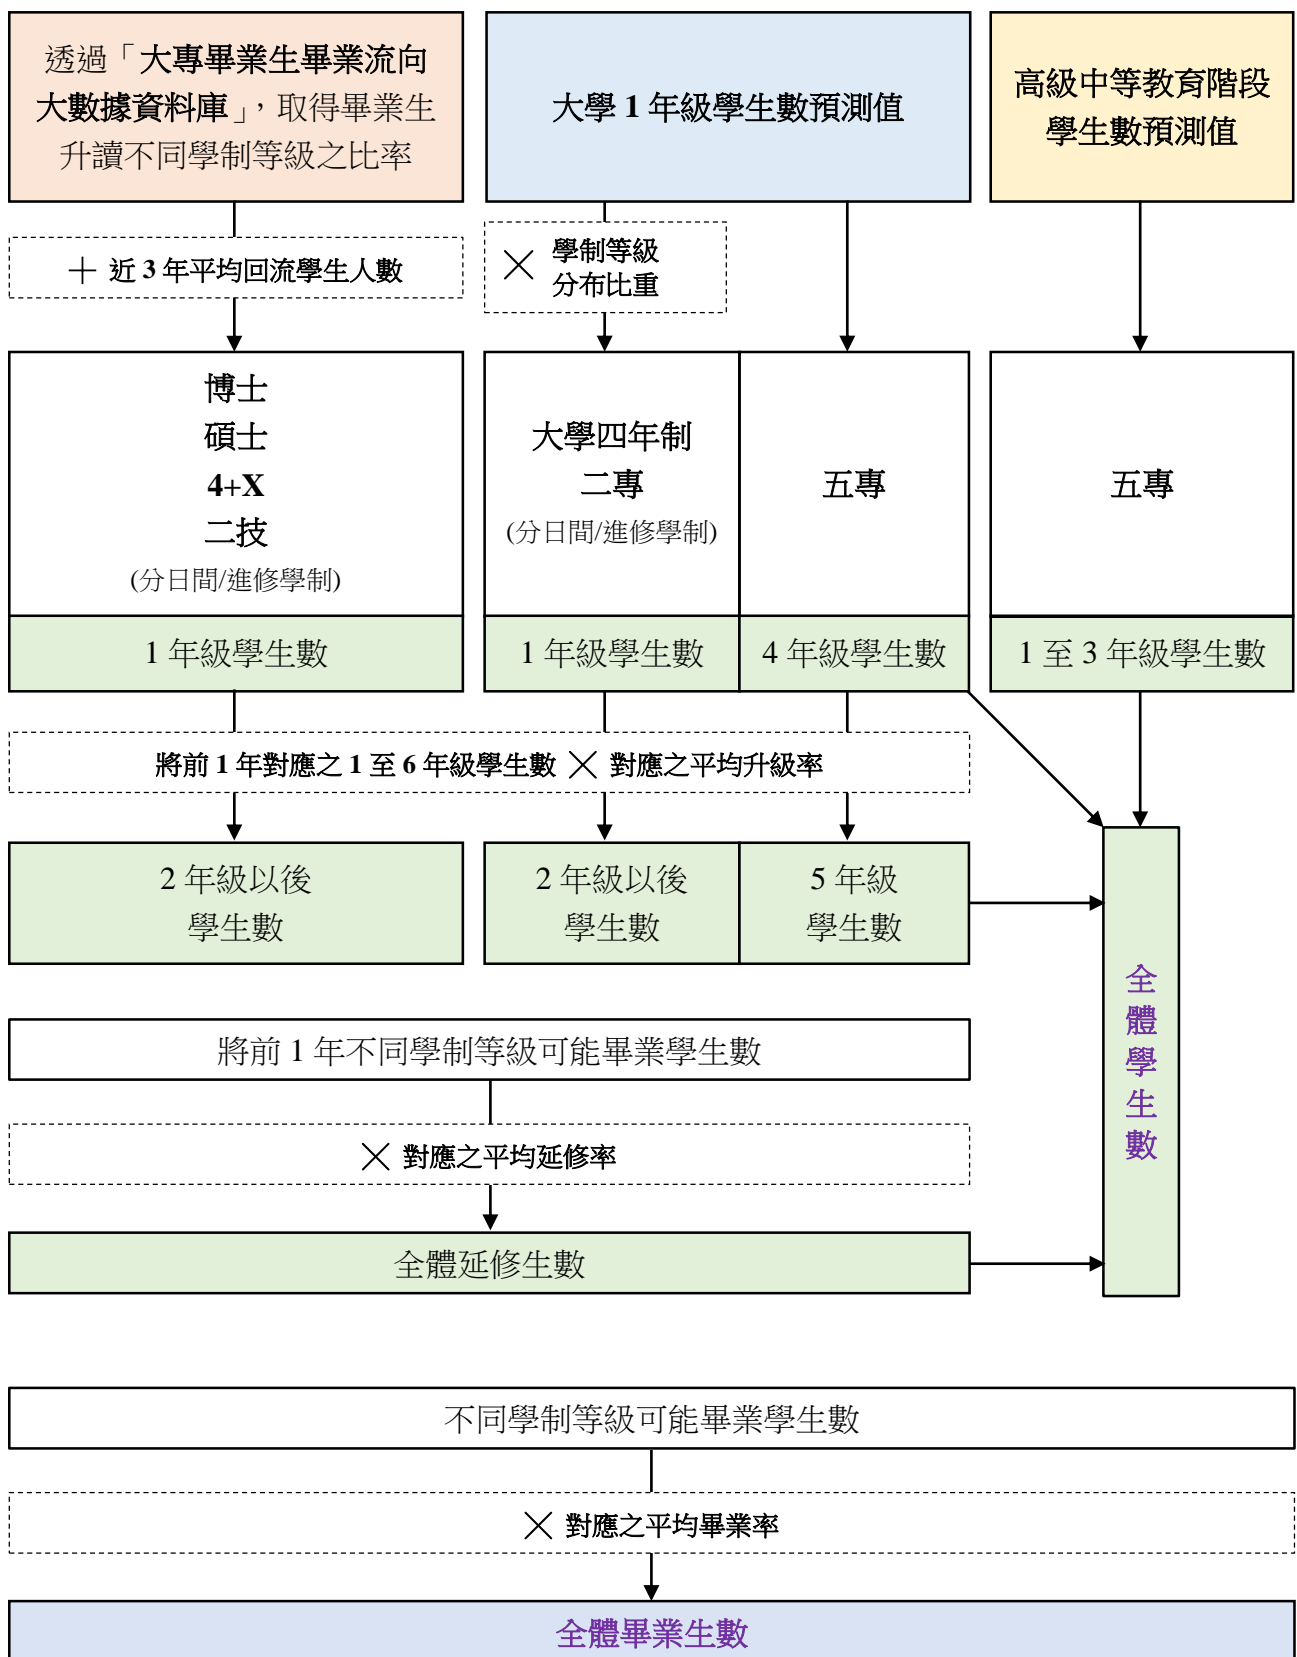 透過「大專畢業生畢業流向
大數據資料庫」，取得畢業生
升讀不同學制等級之比率
大學 1 年級學生數預測值
高級中等教育階段
學生數預測值
＋ 近 3 年平均回流學生人數
× 學制等級
分布比重
博士
碩士
4+X
二技
(分日間/進修學制)
大學四年制
二專
(分日間/進修學制)
五專
五專
1 年級學生數
1 年級學生數
4 年級學生數
1 至 3 年級學生數
將前 1 年對應之 1 至 6 年級學生數 × 對應之平均升級率
2 年級以後
學生數
2 年級以後
學生數
5 年級
學生數
全體學生數
將前 1 年不同學制等級可能畢業學生數
× 對應之平均延修率
全體延修生數
不同學制等級可能畢業學生數
× 對應之平均畢業率
全體畢業生數